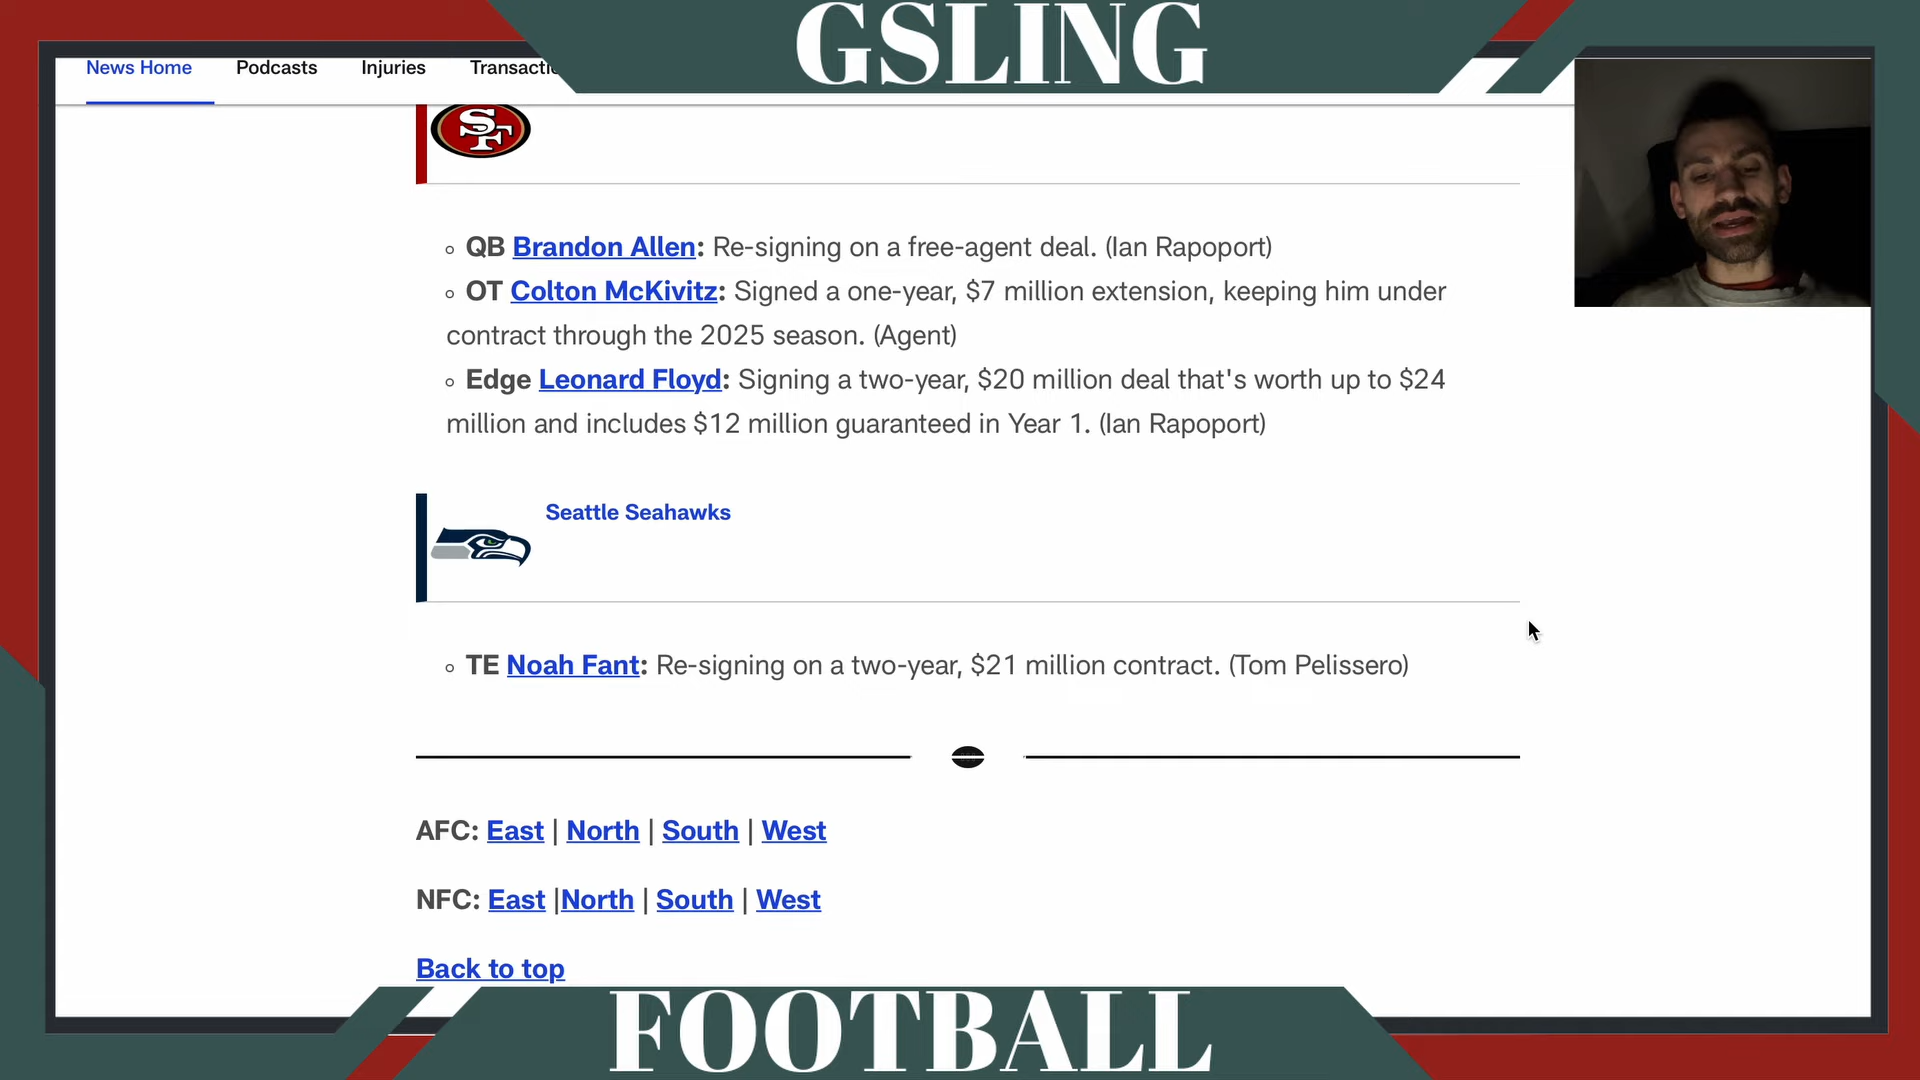 GSLING
News Home Podcasts Injuries Transactio
SF
QB Brandon Allen: Re-signing on a free-agent deal. (Ian Rapoport)
OT Colton McKivitz: Signed a one-year, $7 million extension, keeping him under
contract through the 2025 season. (Agent)
Edge Leonard Floyd: Signing a two-year, $20 million deal that's worth up to $24
million and includes $12 million guaranteed in Year 1. (Ian Rapoport)
Seattle Seahawks
TE Noah Fant: Re-signing on a two-year, $21 million contract. (Tom Pelissero)
AFC: East | North | South | West
NFC: East |North | South | West
Back to top
FOOTBALL